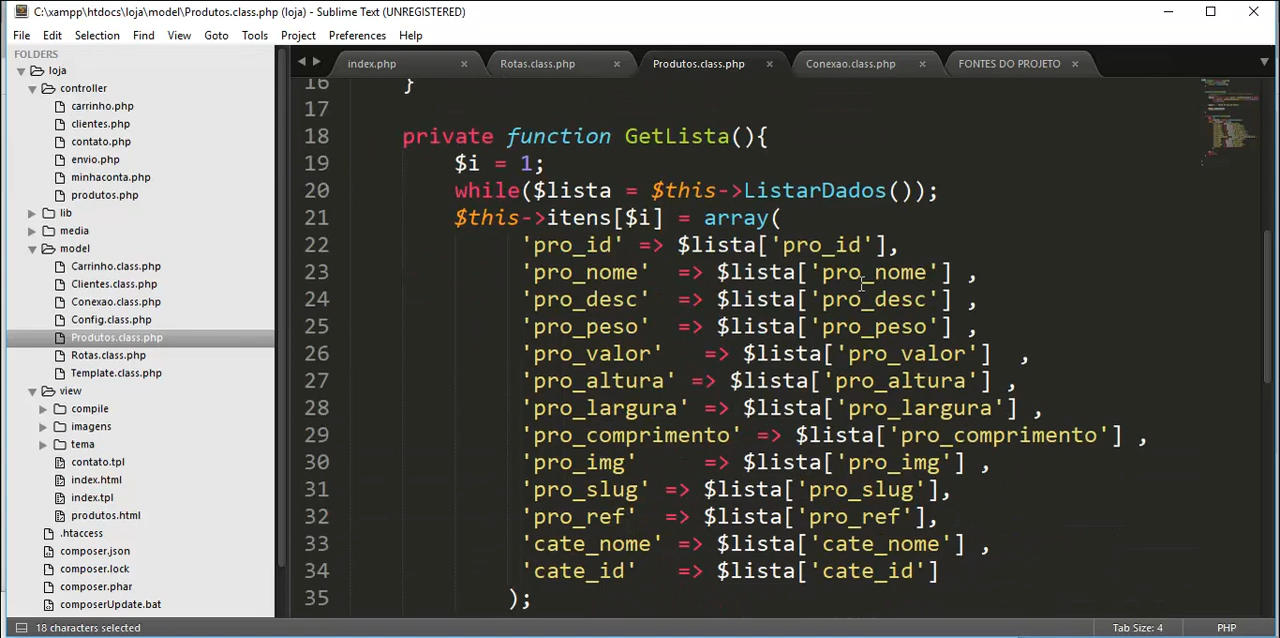 C:\xampp\htdocs\loja\model\Produtos.class.php (loja) - Sublime Text (UNREGISTERED)
File Edit Selection Find View Goto Tools Project Preferences Help
FOLDERS
loja
controller
carrinho.php
clientes.php
contato.php
envio.php
minhaconta.php
produtos.php
lib
media
model
Carrinho.class.php
Clientes.class.php
Conexao.class.php
Config.class.php
Produtos.class.php
Rotas.class.php
Template.class.php
view
compile
imagens
tema
contato.tpl
index.html
index.tpl
produtos.html
.htaccess
composer.json
composer.lock
composer.phar
composerUpdate.bat
index.php Rotas.class.php Produtos.class.php Conexao.class.php FONTES DO PROJETO
16 }
17
18 private function GetLista(){
19 $i = 1;
20 while($lista = $this->ListarDados());
21 $this->itens[$i] = array(
22 'pro_id' => $lista['pro_id'],
23 'pro_nome' => $lista['pro_nome'] ,
24 'pro_desc' => $lista['pro_desc'] ,
25 'pro_peso' => $lista['pro_peso'] ,
26 'pro_valor' => $lista['pro_valor'] ,
27 'pro_altura' => $lista['pro_altura'] ,
28 'pro_largura' => $lista['pro_largura'] ,
29 'pro_comprimento' => $lista['pro_comprimento'] ,
30 'pro_img' => $lista['pro_img'] ,
31 'pro_slug' => $lista['pro_slug'],
32 'pro_ref' => $lista['pro_ref'],
33 'cate_nome' => $lista['cate_nome'] ,
34 'cate_id' => $lista['cate_id']
35 );
18 characters selected Tab Size: 4 PHP